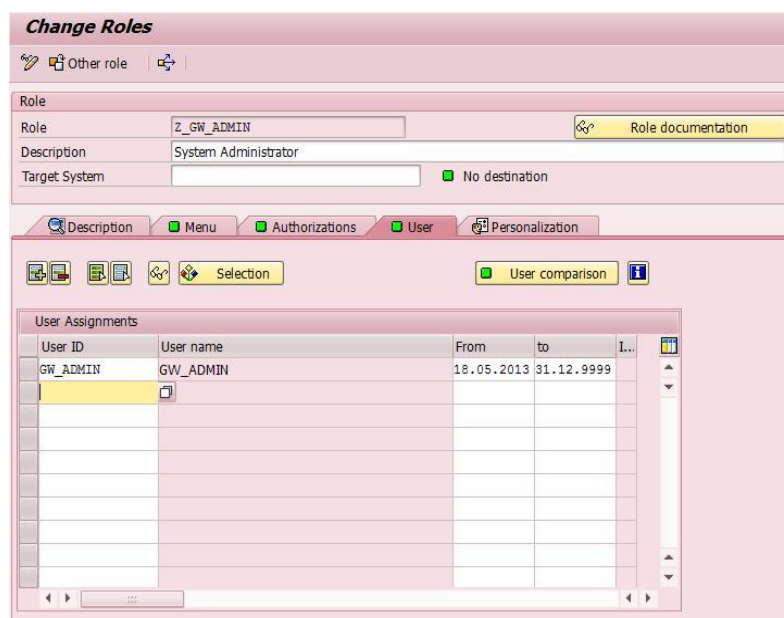 Change Roles
Other role
Role
Role Z_GW_ADMIN Role documentation
Description System Administrator
Target System No destination
Description Menu Authorizations User Personalization
Selection User comparison
User Assignments
User ID User name From to I...
GW_ADMIN GW_ADMIN 18.05.2013 31.12.9999